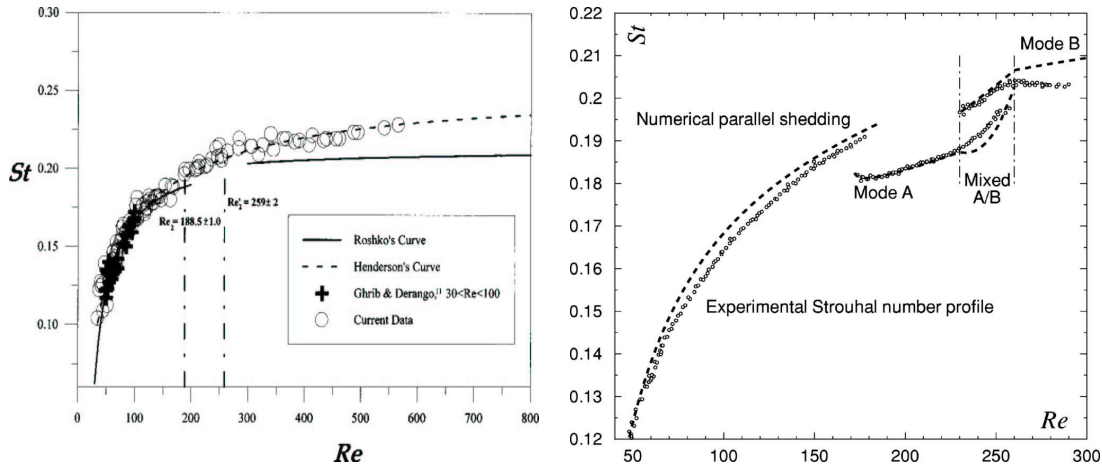 0.30
0.25
0.20
0.15
0.10
St
Re₂ = 188.5 ±1.0
Re₂' = 259± 2
Roshko's Curve
Henderson's Curve
Ghrib & Derango,¹¹ 30<Re<100
Current Data
0 100 200 300 400 500 600 700 800
Re
0.22
0.21
0.2
0.19
0.18
0.17
0.16
0.15
0.14
0.13
0.12
St
Mode B
Numerical parallel shedding
Mode A
Mixed
A/B
Experimental Strouhal number profile
Re
50 100 150 200 250 300